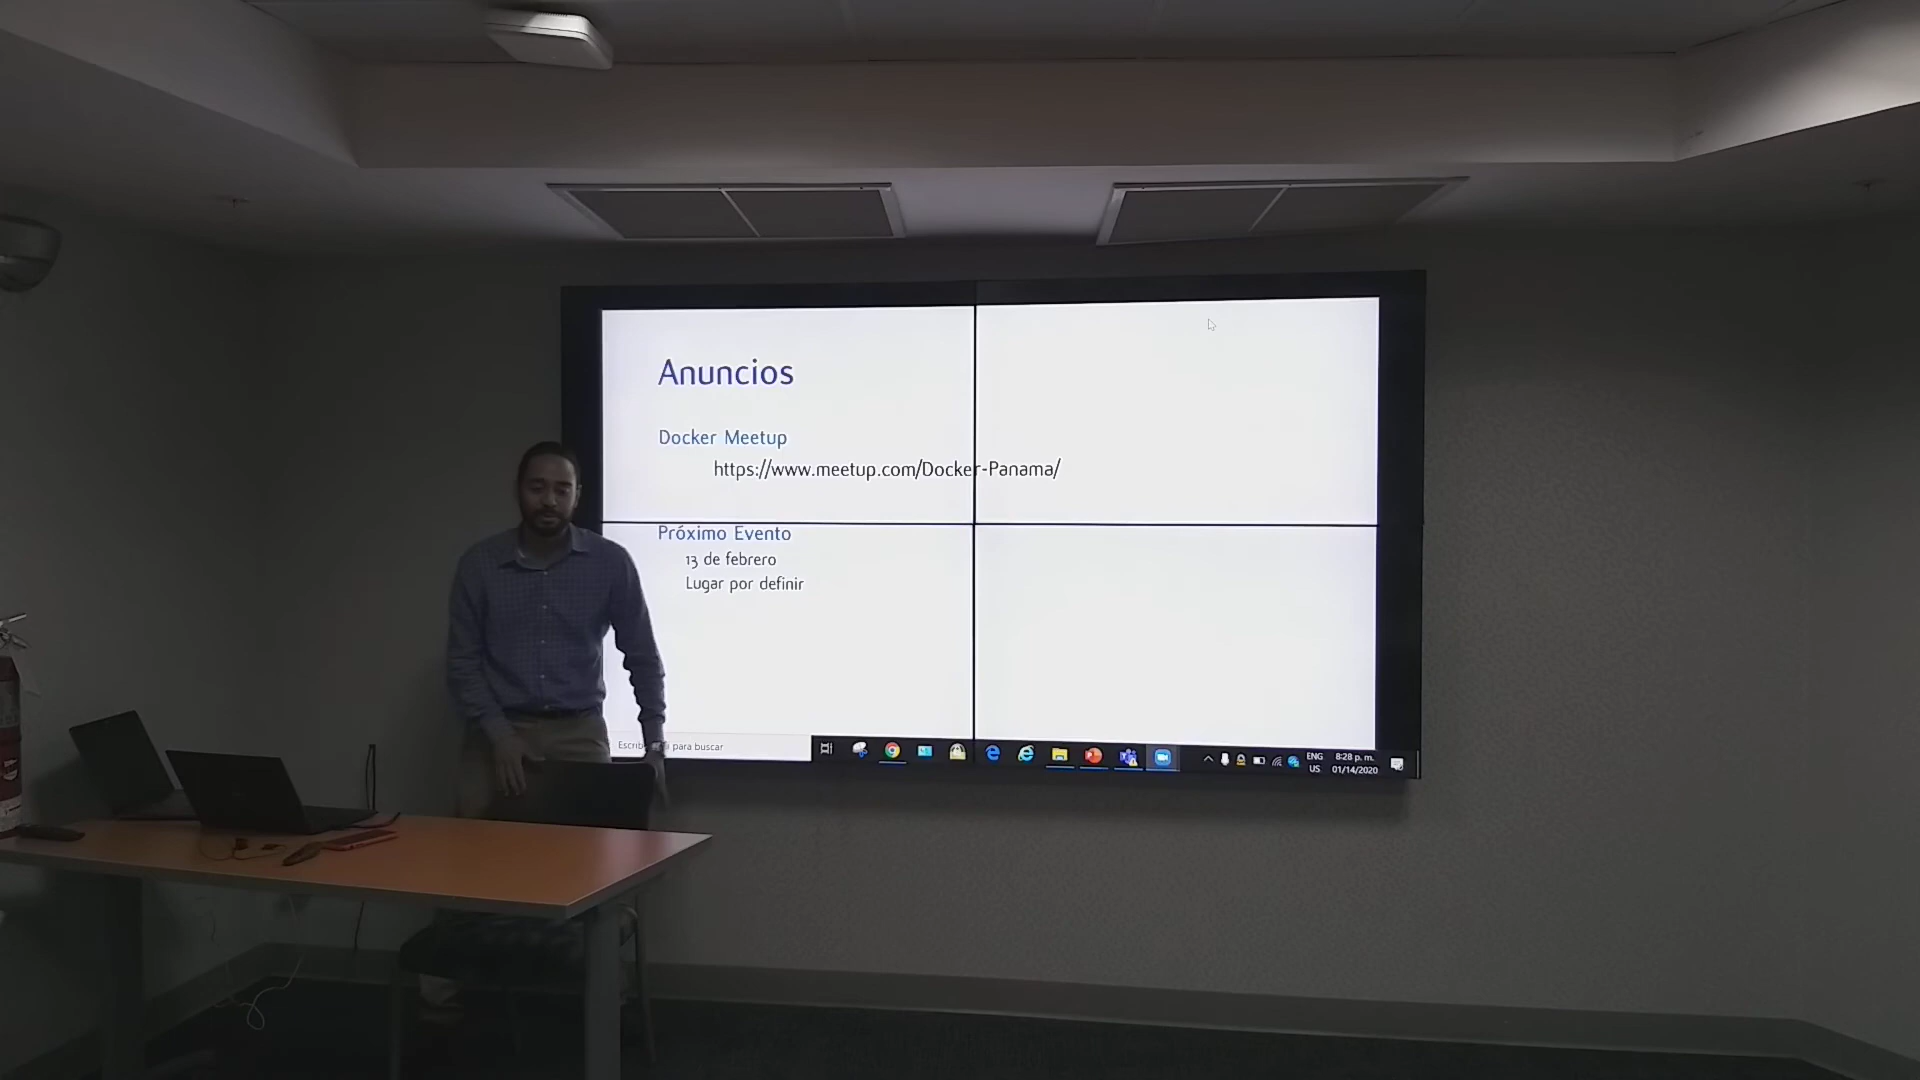 Anuncios
Docker Meetup
https://www.meetup.com/Docker-Panama/
Próximo Evento
13 de febrero
Lugar por definir
para buscar
ENG
US
8:28 p. m.
01/14/2020